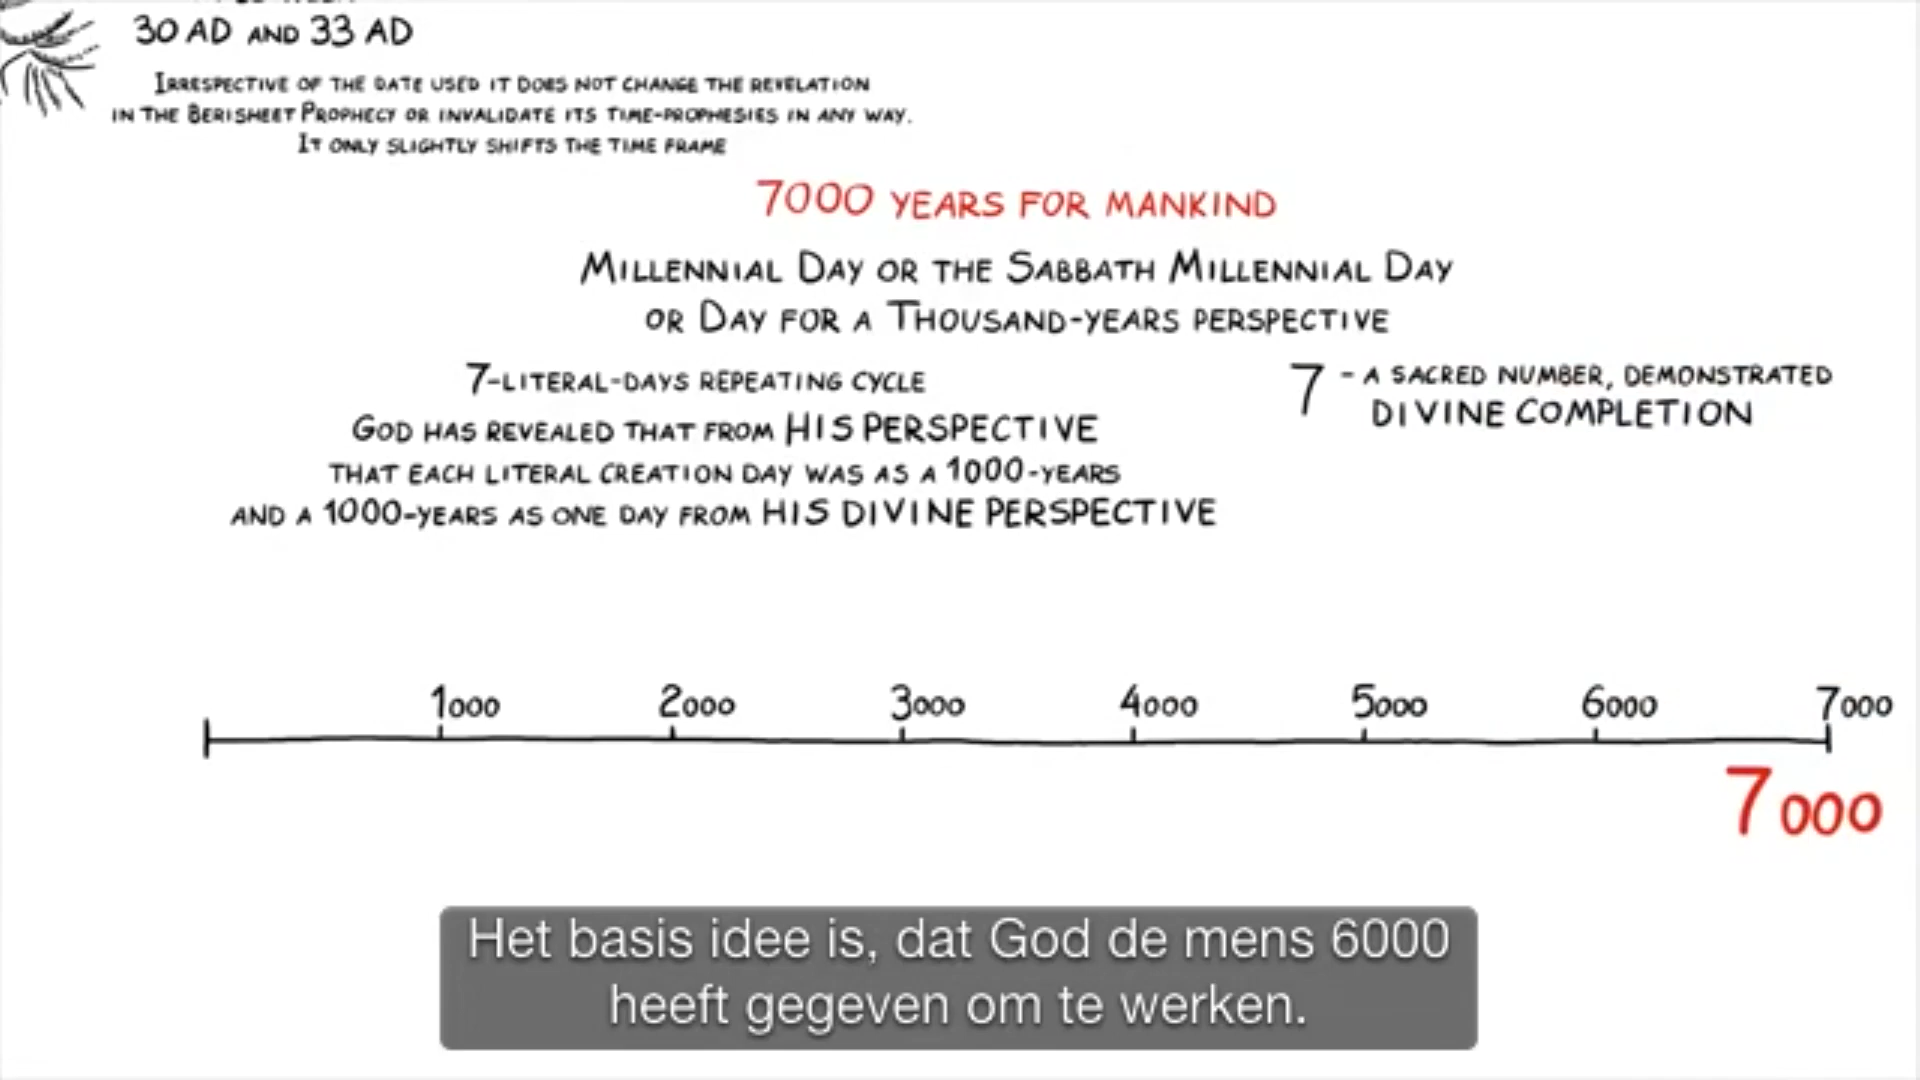 30 AD AND 33 AD
IRRESPECTIVE OF THE DATE USED IT DOES NOT CHANGE THE REVELATION
IN THE BERISHEET PROPHECY OR INVALIDATE ITS TIME-PROPHESIES IN ANY WAY.
IT ONLY SLIGHTLY SHIFTS THE TIME FRAME
7000 YEARS FOR MANKIND
MILLENNIAL DAY OR THE SABBATH MILLENNIAL DAY
OR DAY FOR A THOUSAND-YEARS PERSPECTIVE
7-LITERAL-DAYS REPEATING CYCLE
GOD HAS REVEALED THAT FROM HIS PERSPECTIVE
THAT EACH LITERAL CREATION DAY WAS AS A 1000-YEARS
AND A 1000-YEARS AS ONE DAY FROM HIS DIVINE PERSPECTIVE
7 - A SACRED NUMBER, DEMONSTRATED
DIVINE COMPLETION
1000 2000 3000 4000 5000 6000 7000
7000
Het basis idee is, dat God de mens 6000
heeft gegeven om te werken.